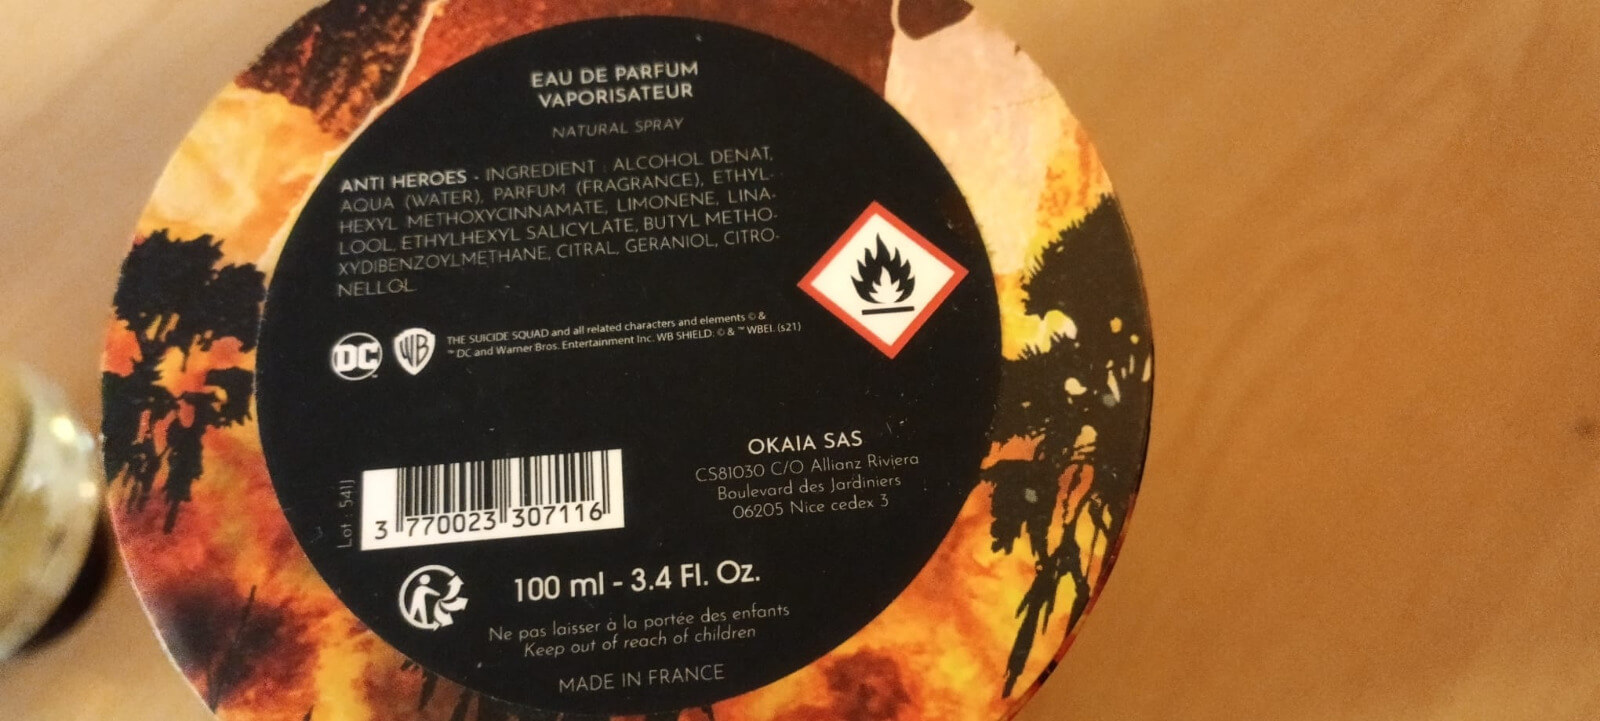 EAU DE PARFUM
VAPORISATEUR
NATURAL SPRAY
ANTI HEROES - INGREDIENT : ALCOHOL DENAT,
AQUA (WATER), PARFUM (FRAGRANCE), ETHYL-
HEXYL METHOXYCINNAMATE, LIMONENE, LINA-
LOOL, ETHYLHEXYL SALICYLATE, BUTYL METHO-
XYDIBENZOYLMETHANE, CITRAL, GERANIOL, CITRO-
NELLOL
DC WB
THE SUICIDE SQUAD and all related characters and elements © &
™ DC and Warner Bros. Entertainment Inc. WB SHIELD: © & ™ WBEI. (s21)
OKAIA SAS
CS81030 C/O Allianz Riviera
Boulevard des Jardiniers
06205 Nice cedex 3
Lot : 541J
3 770023 307116
100 ml - 3.4 Fl. Oz.
Ne pas laisser à la portée des enfants
Keep out of reach of children
MADE IN FRANCE